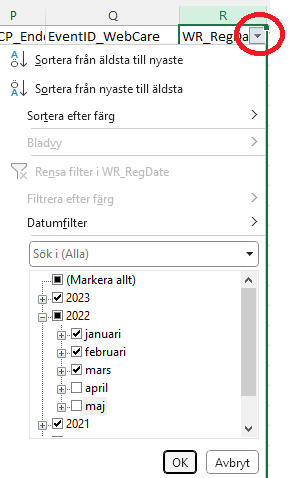 P Q R
CP_Ende EventID_WebCare WR_RegDa
Sortera från äldsta till nyaste
Sortera från nyaste till äldsta
Sortera efter färg
Bladvy
Rensa filter i WR_RegDate
Filtrera efter färg
Datumfilter
Sök i (Alla)
(Markera allt)
2023
2022
januari
februari
mars
april
maj
2021
OK Avbryt